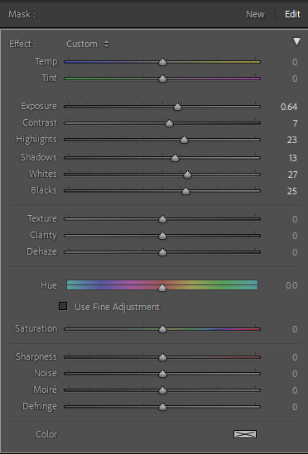 Mask : New Edit
Effect : Custom
Temp 0
Tint 0
Exposure 0.64
Contrast 7
Highlights 23
Shadows 13
Whites 27
Blacks 25
Texture 0
Clarity 0
Dehaze 0
Hue 0.0
Use Fine Adjustment
Saturation 0
Sharpness 0
Noise 0
Moiré 0
Defringe 0
Color